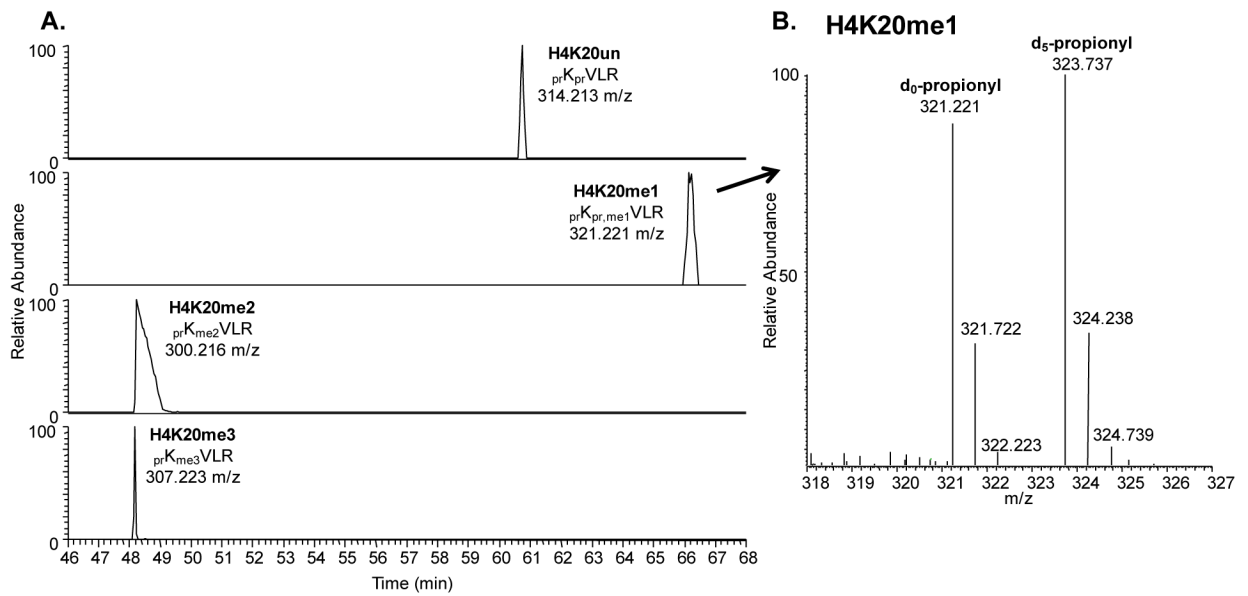 A.
Relative Abundance
100
0
H4K20un
prKprVLR
314.213 m/z
100
0
H4K20me1
prKpr,me1VLR
321.221 m/z
100
0
H4K20me2
prKme2VLR
300.216 m/z
100
0
H4K20me3
prKme3VLR
307.223 m/z
46 47 48 49 50 51 52 53 54 55 56 57 58 59 60 61 62 63 64 65 66 67 68
Time (min)
B.
H4K20me1
Relative Abundance
100
50
d0-propionyl
321.221
d5-propionyl
323.737
321.722
322.223
324.238
324.739
318 319 320 321 322 323 324 325 326 327
m/z